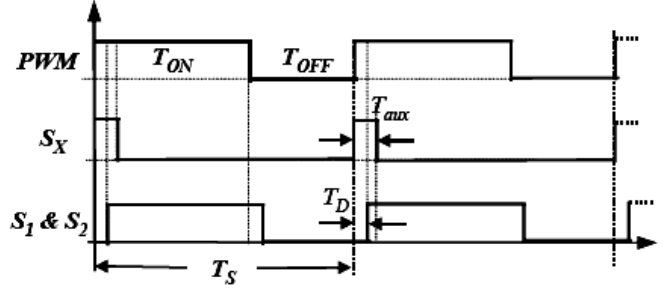 PWM
T_ON
T_OFF
T_aux
S_X
T_D
S_1 & S_2
T_S